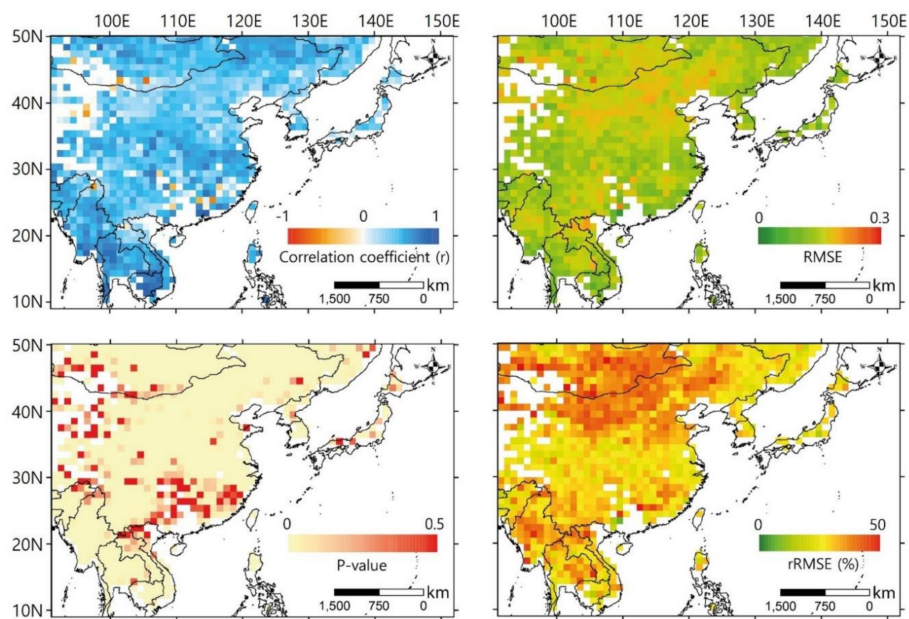 100E 110E 120E 130E 140E 150E
100E 110E 120E 130E 140E 150E
50N
40N
30N
20N
10N
-1 0 1
Correlation coefficient (r)
1,500 750 0 km
0 0.3
RMSE
1,500 750 0 km
50N
40N
30N
20N
10N
0 0.5
P-value
1,500 750 0 km
0 50
rRMSE (%)
1,500 750 0 km